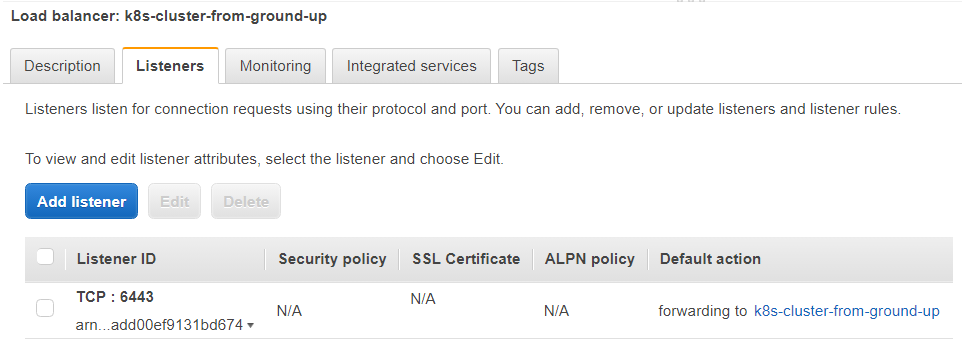 Load balancer: k8s-cluster-from-ground-up
Description Listeners Monitoring Integrated services Tags
Listeners listen for connection requests using their protocol and port. You can add, remove, or update listeners and listener rules.
To view and edit listener attributes, select the listener and choose Edit.
Add listener Edit Delete
Listener ID Security policy SSL Certificate ALPN policy Default action
TCP : 6443
arn...add00ef9131bd674 N/A N/A N/A forwarding to k8s-cluster-from-ground-up